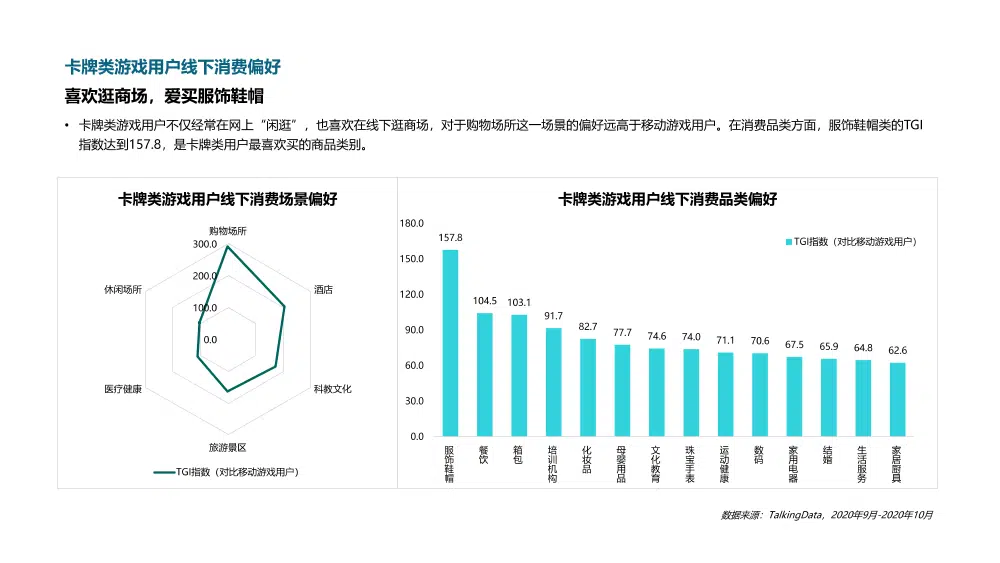 卡牌类游戏用户线下消费偏好
喜欢逛商场，爱买服饰鞋帽
• 卡牌类游戏用户不仅经常在网上“闲逛”，也喜欢在线下逛商场，对于购物场所这一场景的偏好远高于移动游戏用户。在消费品类方面，服饰鞋帽类的TGI
指数达到157.8，是卡牌类用户最喜欢买的商品类别。
卡牌类游戏用户线下消费场景偏好
购物场所
300.0
200.0
100.0
0.0
酒店
科教文化
旅游景区
医疗健康
休闲场所
TGI指数（对比移动游戏用户）
卡牌类游戏用户线下消费品类偏好
TGI指数（对比移动游戏用户）
180.0
150.0
120.0
90.0
60.0
30.0
0.0
157.8
104.5
103.1
91.7
82.7
77.7
74.6
74.0
71.1
70.6
67.5
65.9
64.8
62.6
服饰鞋帽
餐饮
箱包
培训机构
化妆品
母婴用品
文化教育
珠宝手表
运动健康
数码
家用电器
结婚
生活服务
家居厨具
数据来源：TalkingData，2020年9月-2020年10月